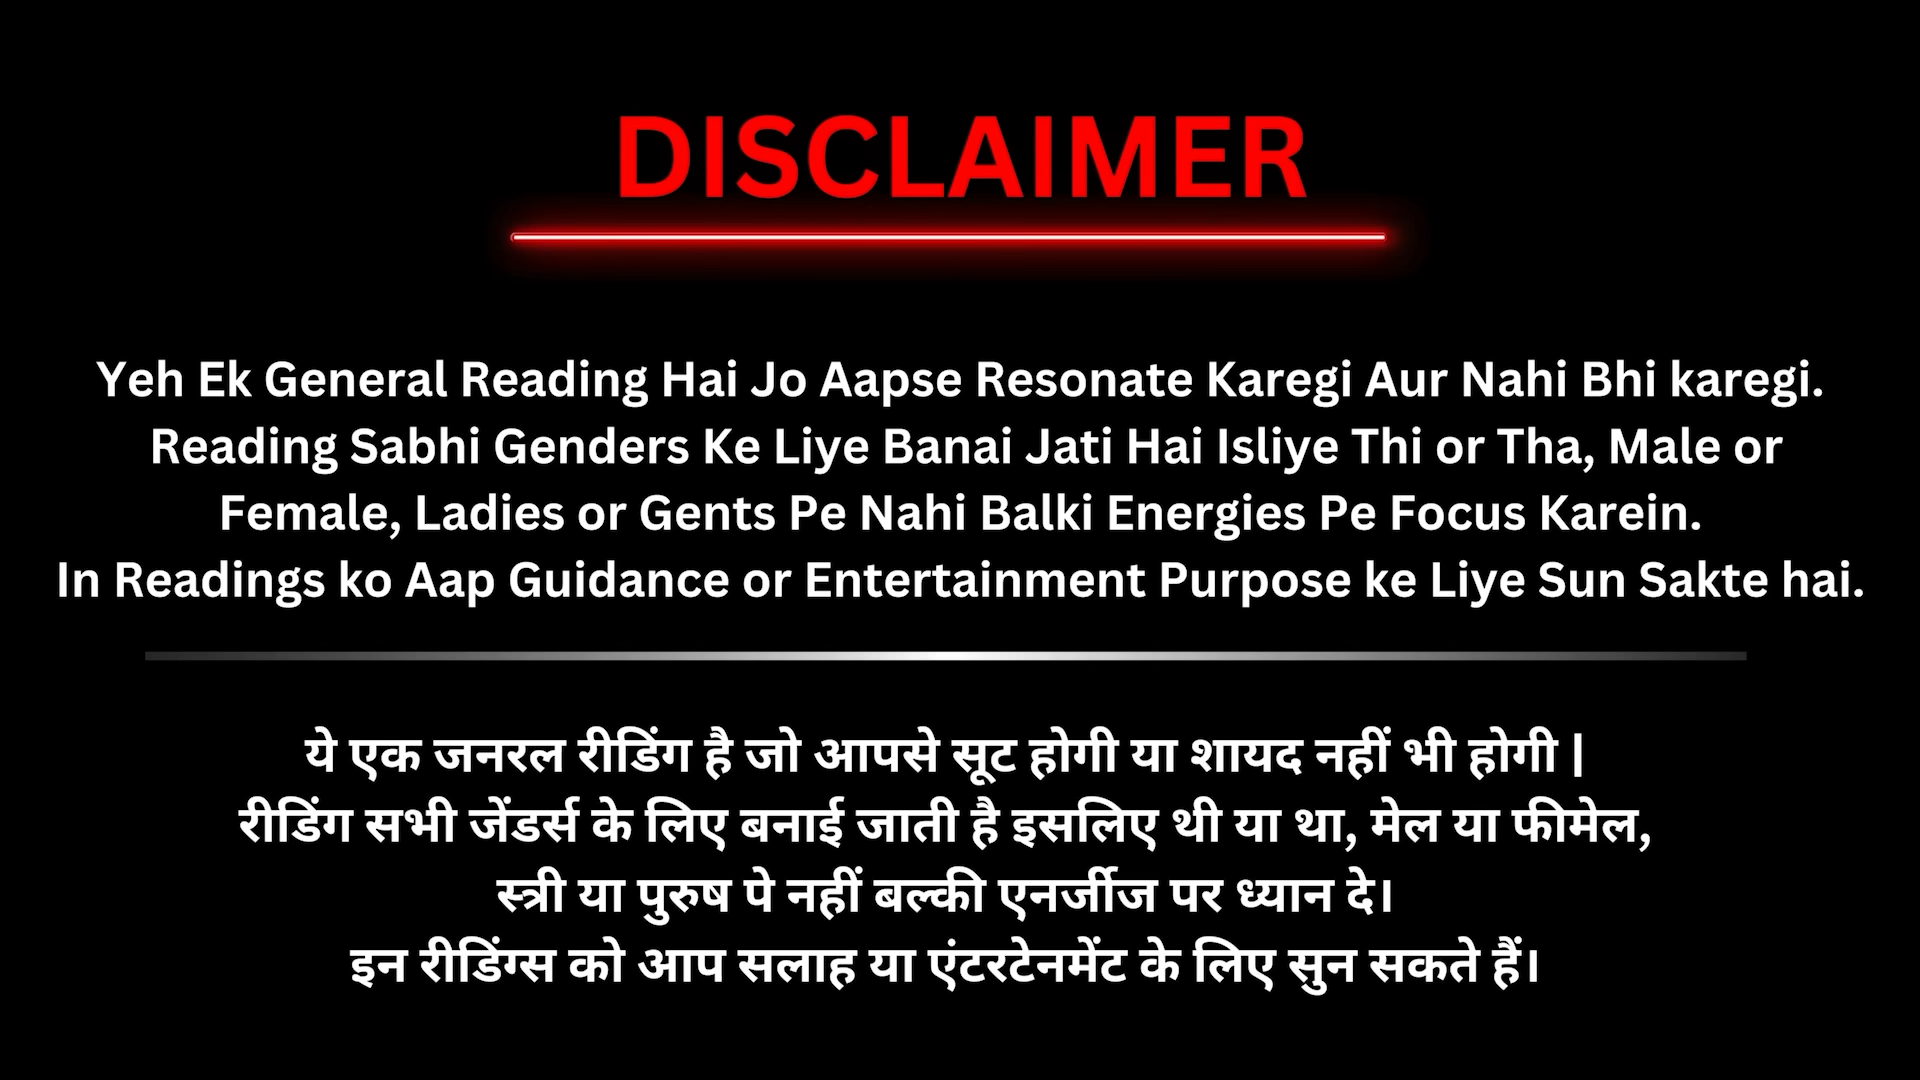 DISCLAIMER
Yeh Ek General Reading Hai Jo Aapse Resonate Karegi Aur Nahi Bhi karegi.
Reading Sabhi Genders Ke Liye Banai Jati Hai Isliye Thi or Tha, Male or
Female, Ladies or Gents Pe Nahi Balki Energies Pe Focus Karein.
In Readings ko Aap Guidance or Entertainment Purpose ke Liye Sun Sakte hai.
ये एक जनरल रीडिंग है जो आपसे सूट होगी या शायद नहीं भी होगी |
रीडिंग सभी जेंडर्स के लिए बनाई जाती है इसलिए थी या था, मेल या फीमेल,
स्त्री या पुरुष पे नहीं बल्की एनर्जीज पर ध्यान दे।
इन रीडिंग्स को आप सलाह या एंटरटेनमेंट के लिए सुन सकते हैं।